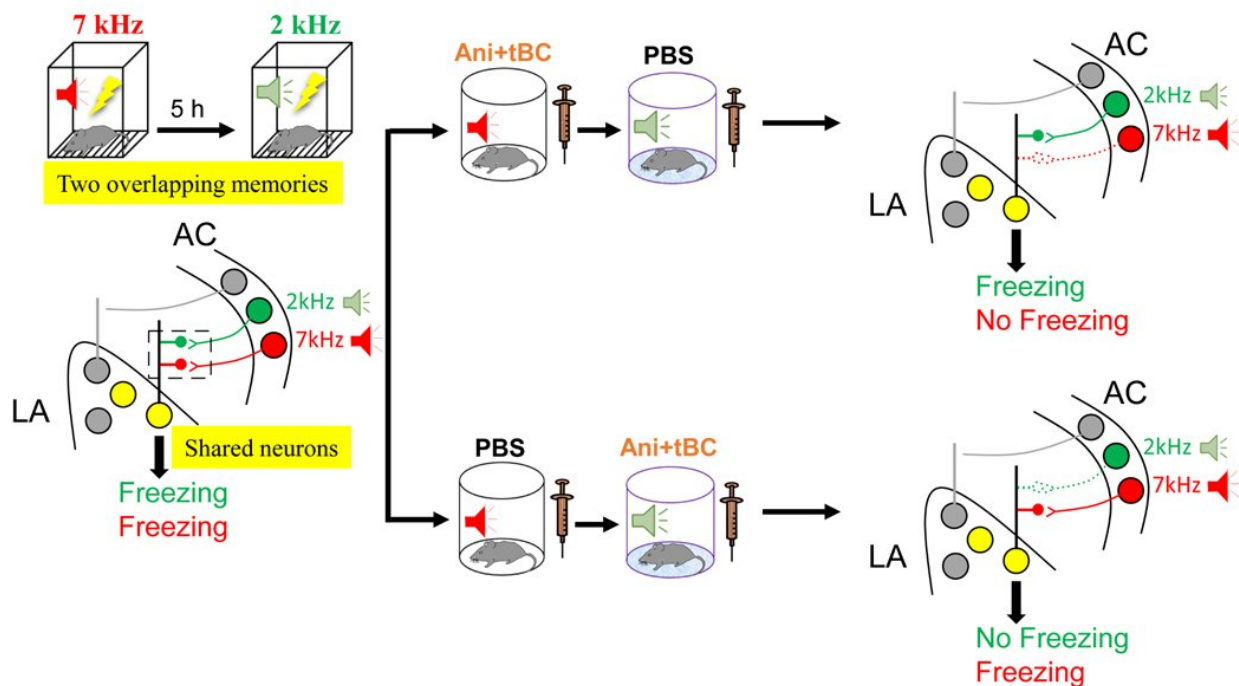 7 kHz
2 kHz
5 h
Two overlapping memories
AC
2kHz
7kHz
LA
Shared neurons
Freezing
Freezing
Ani+tBC
PBS
AC
2kHz
7kHz
LA
Freezing
No Freezing
PBS
Ani+tBC
AC
2kHz
7kHz
LA
No Freezing
Freezing